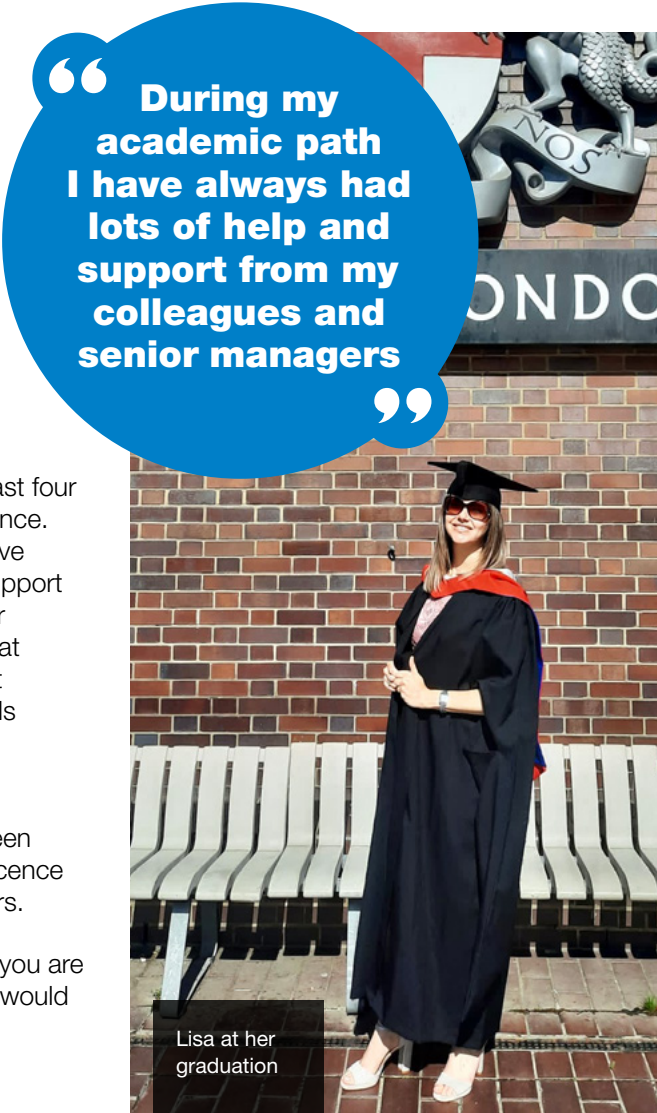 “ During my
academic path
I have always had
lots of help and
support from my
colleagues and
senior managers ”
NOS
ONDO
ast four
nce.
ve
pport
r
at
t
ls
een
cence
rs.
you are
would
Lisa at her
graduation